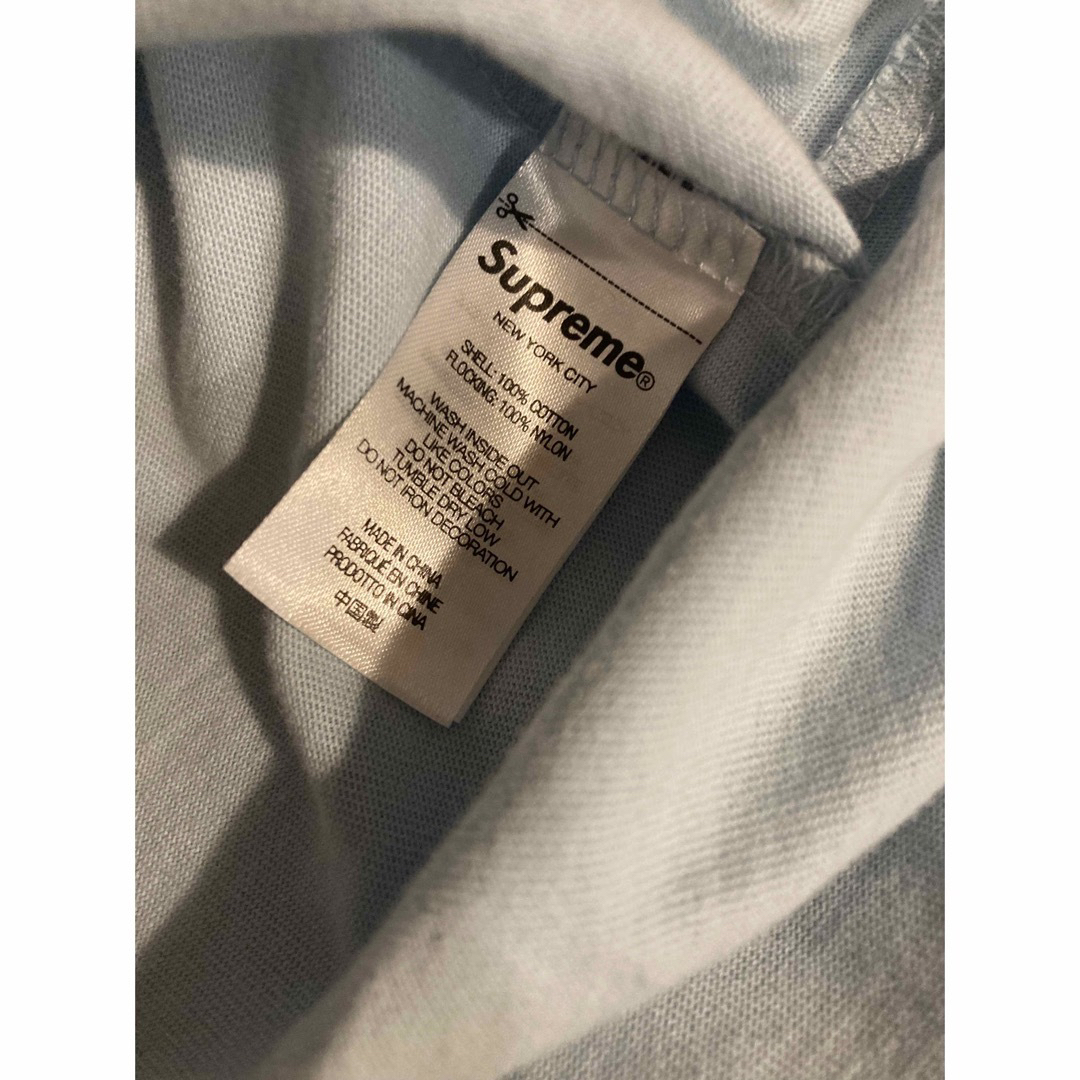 Supreme®
NEW YORK CITY
SHELL: 100% COTTON
FLOCKING: 100% NYLON
WASH INSIDE OUT
MACHINE WASH COLD WITH
LIKE COLORS
DO NOT BLEACH
TUMBLE DRY LOW
DO NOT IRON DECORATION
MADE IN CHINA
FABRIQUÉ EN CHINE
PRODOTTO IN CINA
中国製